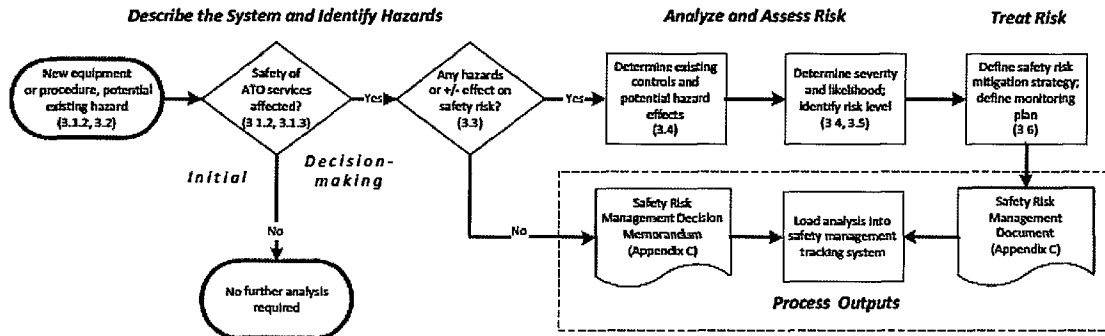 Describe the System and Identify Hazards
Analyze and Assess Risk
Treat Risk
New equipment
or procedure, potential
existing hazard
(3.1.2, 3.2)
Safety of
ATO services
affected?
(3 1.2, 3.1.3)
Yes
Any hazards
or +/- effect on
safety risk?
(3.3)
Yes
Determine existing
controls and
potential hazard
effects
(3.4)
Determine severity
and likelihood;
identify risk level
(3 4, 3.5)
Define safety risk
mitigation strategy;
define monitoring
plan
(3 6)
Initial
Decision-
making
No
No
No further analysis
required
Safety Risk
Management Decision
Memorandum
(Appendix C)
Load analysis into
safety management
tracking system
Safety Risk
Management
Document
(Appendix C)
Process Outputs